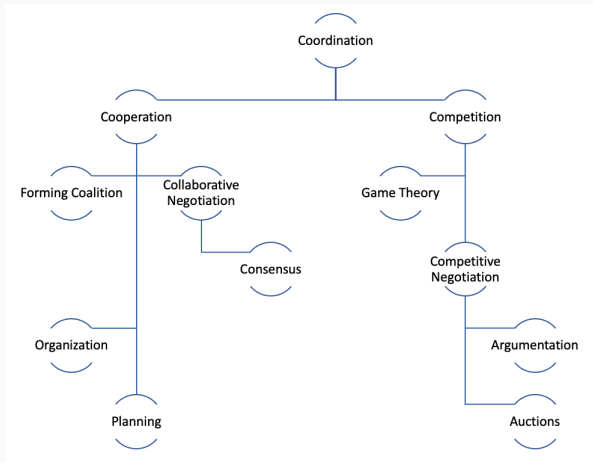 Coordination
Cooperation
Competition
Forming Coalition
Collaborative
Negotiation
Game Theory
Consensus
Competitive
Negotiation
Organization
Argumentation
Planning
Auctions